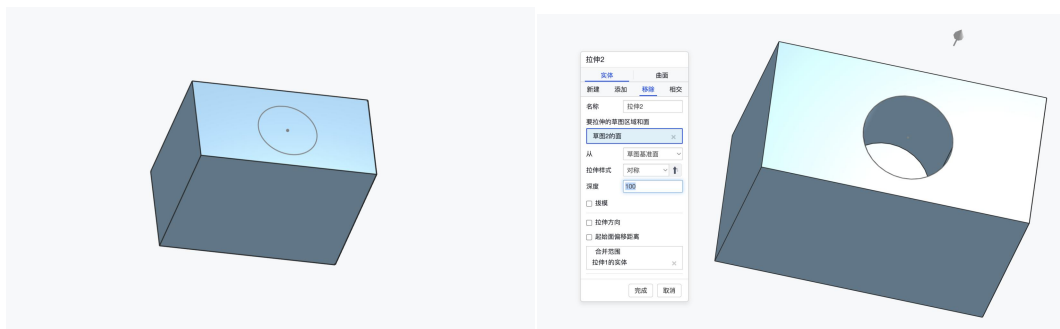 拉伸2
实体 曲面
新建 添加 移除 相交
名称 拉伸2
要拉伸的草图区域和面
草图2的面 ×
从 草图基准面
拉伸样式 对称
深度 100
拔模
拉伸方向
起始面偏移距离
合并范围
拉伸1的实体 ×
完成 取消